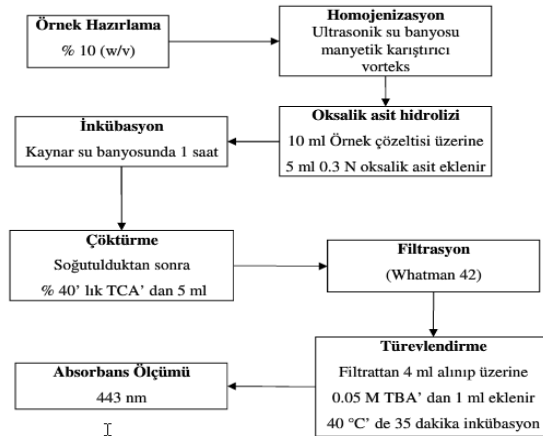 Örnek Hazırlama
% 10 (w/v)
Homojenizasyon
Ultrasonik su banyosu
manyetik karıştırıcı
vorteks
Oksalik asit hidrolizi
10 ml Örnek çözeltisi üzerine
5 ml 0.3 N oksalik asit eklenir
İnkübasyon
Kaynar su banyosunda 1 saat
Çöktürme
Soğutulduktan sonra
% 40’ lık TCA’ dan 5 ml
Filtrasyon
(Whatman 42)
Türevlendirme
Filtrattan 4 ml alınıp üzerine
0.05 M TBA’ dan 1 ml eklenir
40 °C’ de 35 dakika inkübasyon
Absorbans Ölçümü
443 nm